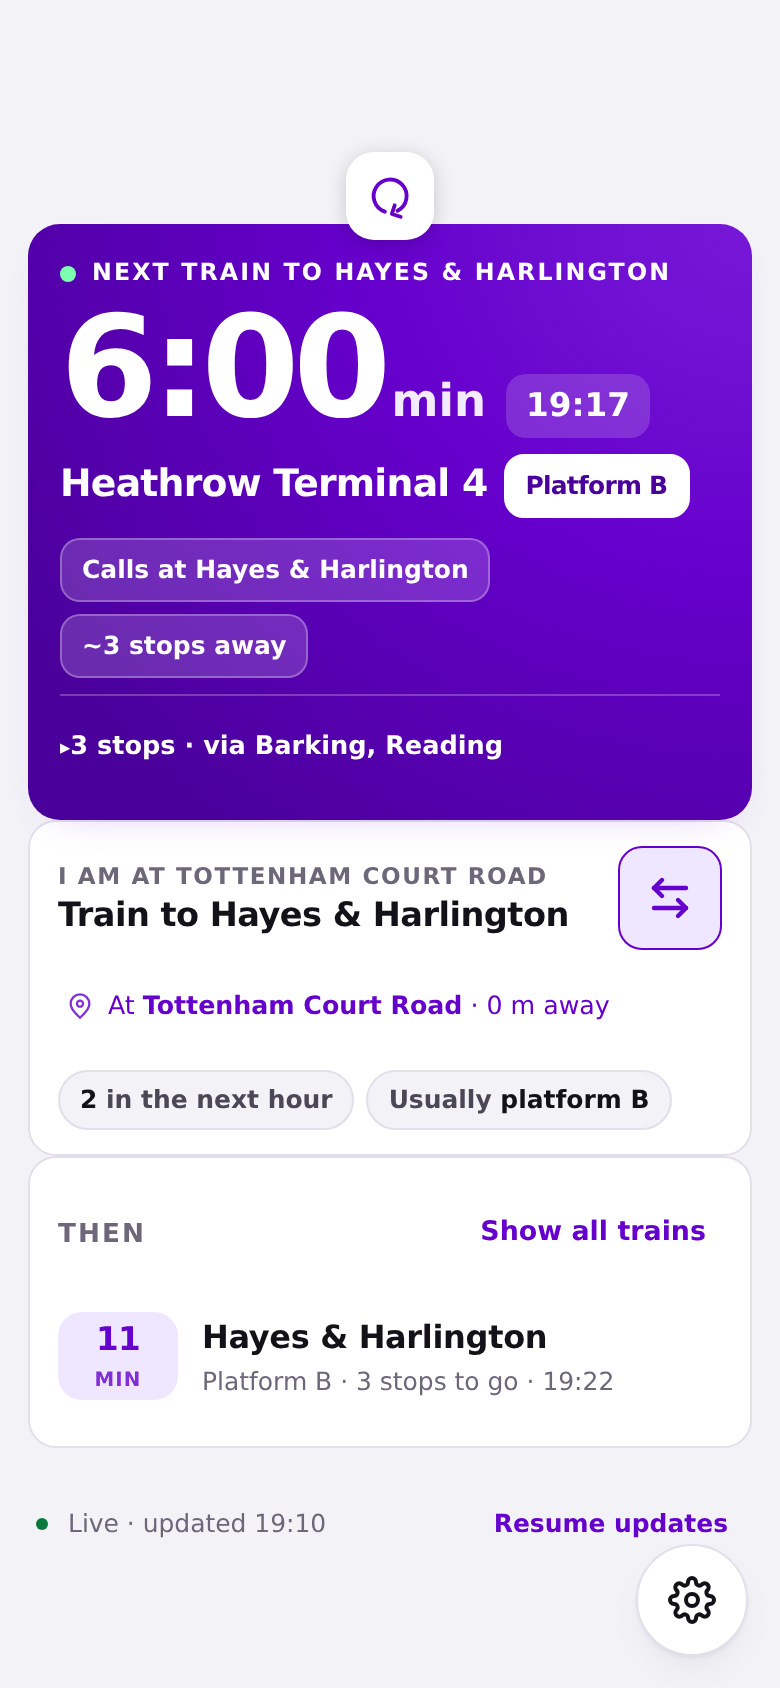 NEXT TRAIN TO HAYES & HARLINGTON
6:00 min 19:17
Heathrow Terminal 4 Platform B
Calls at Hayes & Harlington
~3 stops away
▸3 stops · via Barking, Reading
I AM AT TOTTENHAM COURT ROAD
Train to Hayes & Harlington
At Tottenham Court Road · 0 m away
2 in the next hour Usually platform B
THEN Show all trains
11 MIN
Hayes & Harlington
Platform B · 3 stops to go · 19:22
Live · updated 19:10 Resume updates